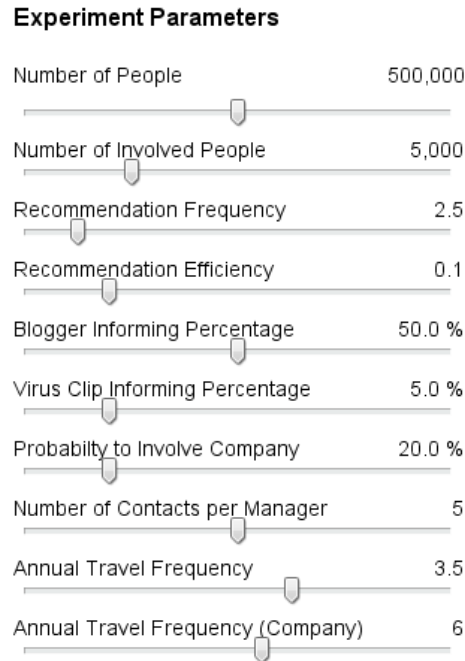 Experiment Parameters
Number of People 500,000
Number of Involved People 5,000
Recommendation Frequency 2.5
Recommendation Efficiency 0.1
Blogger Informing Percentage 50.0 %
Virus Clip Informing Percentage 5.0 %
Probabilty to Involve Company 20.0 %
Number of Contacts per Manager 5
Annual Travel Frequency 3.5
Annual Travel Frequency (Company) 6